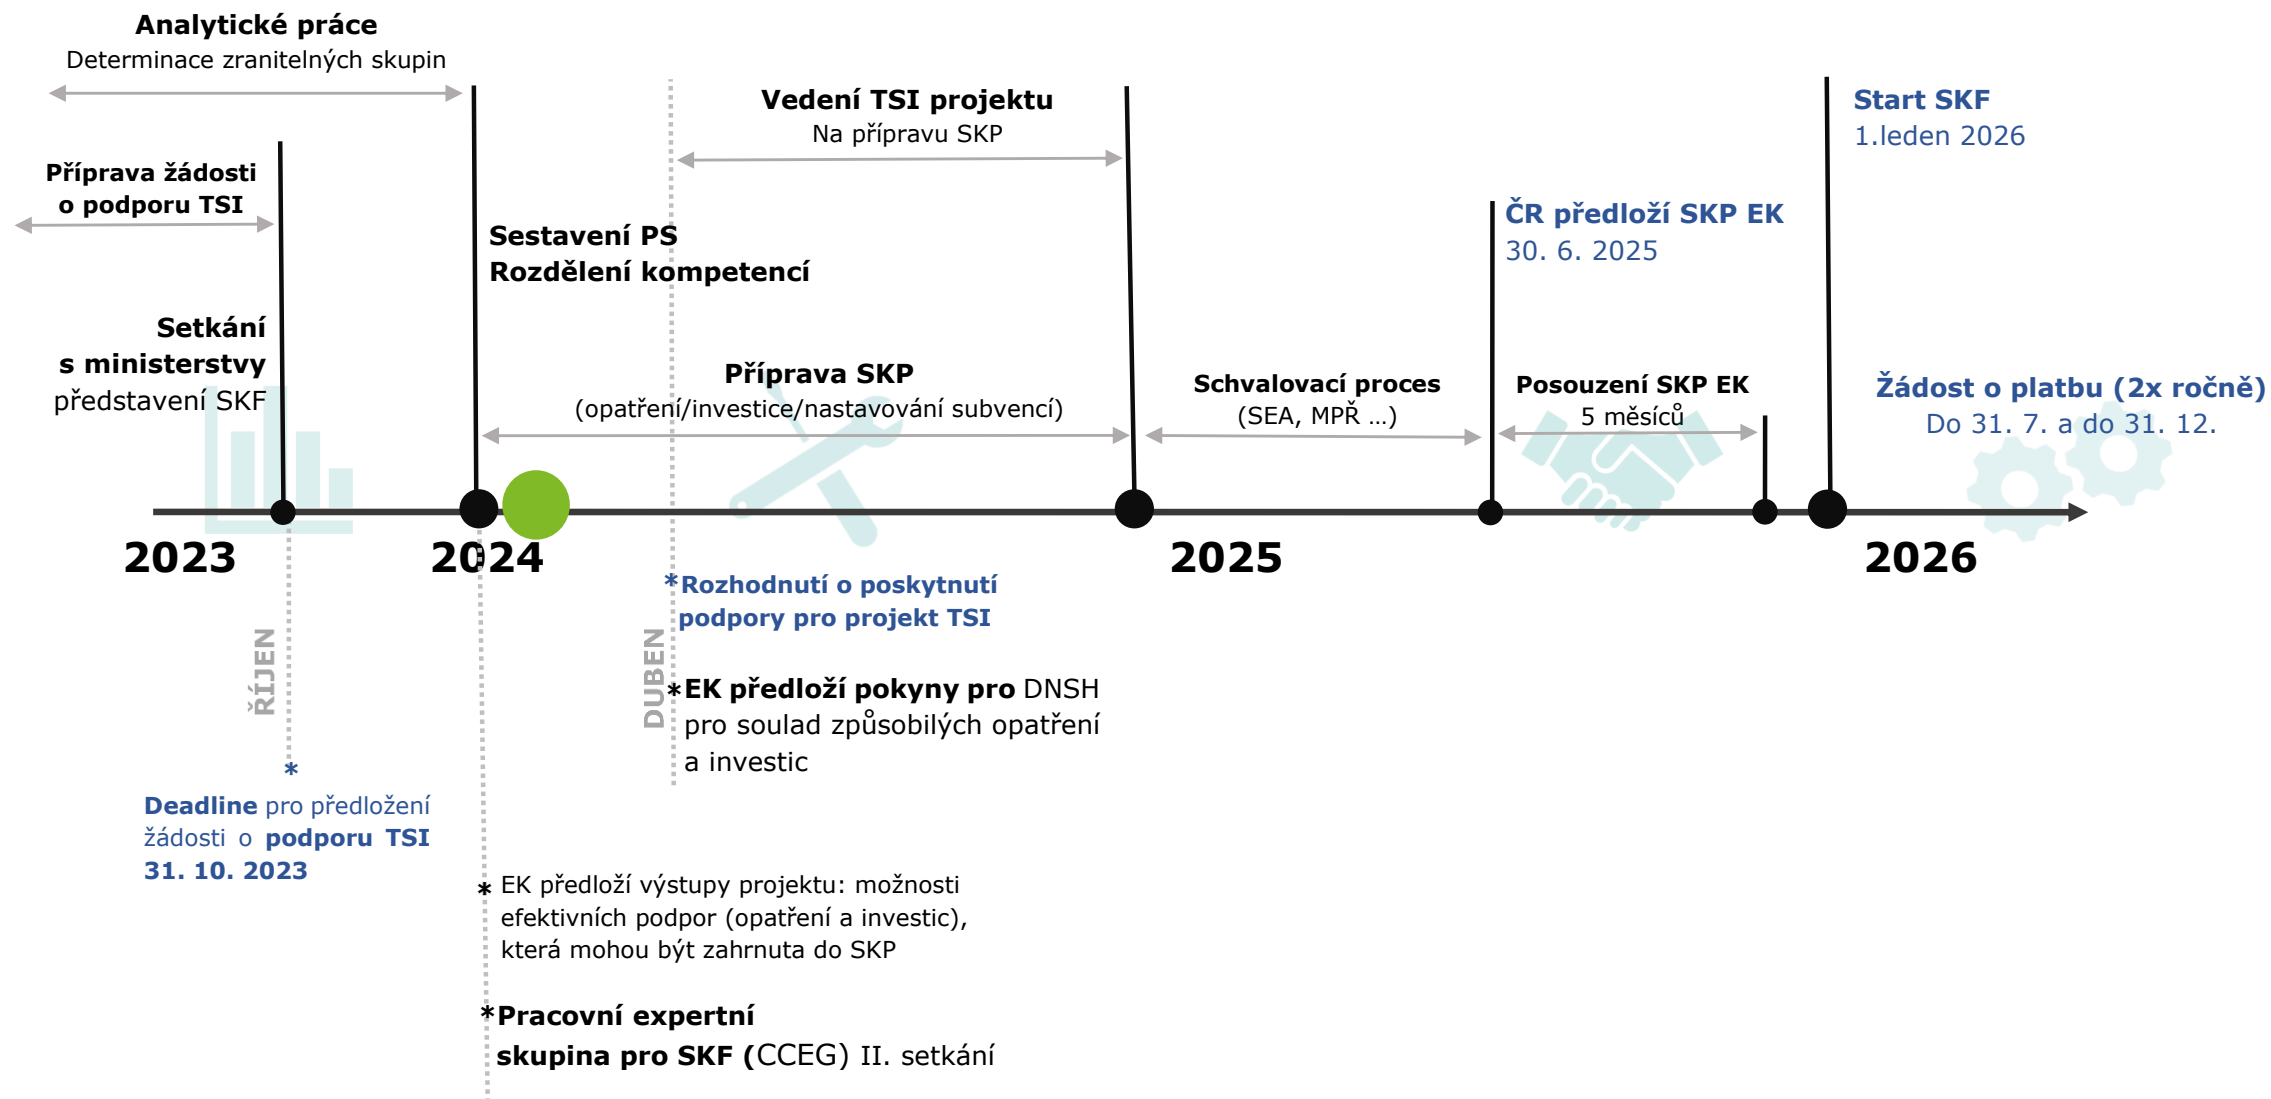 Analytické práce
Determinace zranitelných skupin
Příprava žádosti
o podporu TSI
Setkání
s ministerstvy
představení SKF
Sestavení PS
Rozdělení kompetencí
Vedení TSI projektu
Na přípravu SKP
Příprava SKP
(opatření/investice/nastavování subvencí)
Schvalovací proces
(SEA, MPŘ ...)
ČR předloží SKP EK
30. 6. 2025
Posouzení SKP EK
5 měsíců
Start SKF
1.leden 2026
Žádost o platbu (2x ročně)
Do 31. 7. a do 31. 12.
2023
2024
2025
2026
ŘÍJEN
*
Deadline pro předložení
žádosti o podporu TSI
31. 10. 2023
DUBEN
*Rozhodnutí o poskytnutí
podpory pro projekt TSI
*EK předloží pokyny pro DNSH
pro soulad způsobilých opatření
a investic
* EK předloží výstupy projektu: možnosti
efektivních podpor (opatření a investic),
která mohou být zahrnuta do SKP
*Pracovní expertní
skupina pro SKF (CCEG) II. setkání